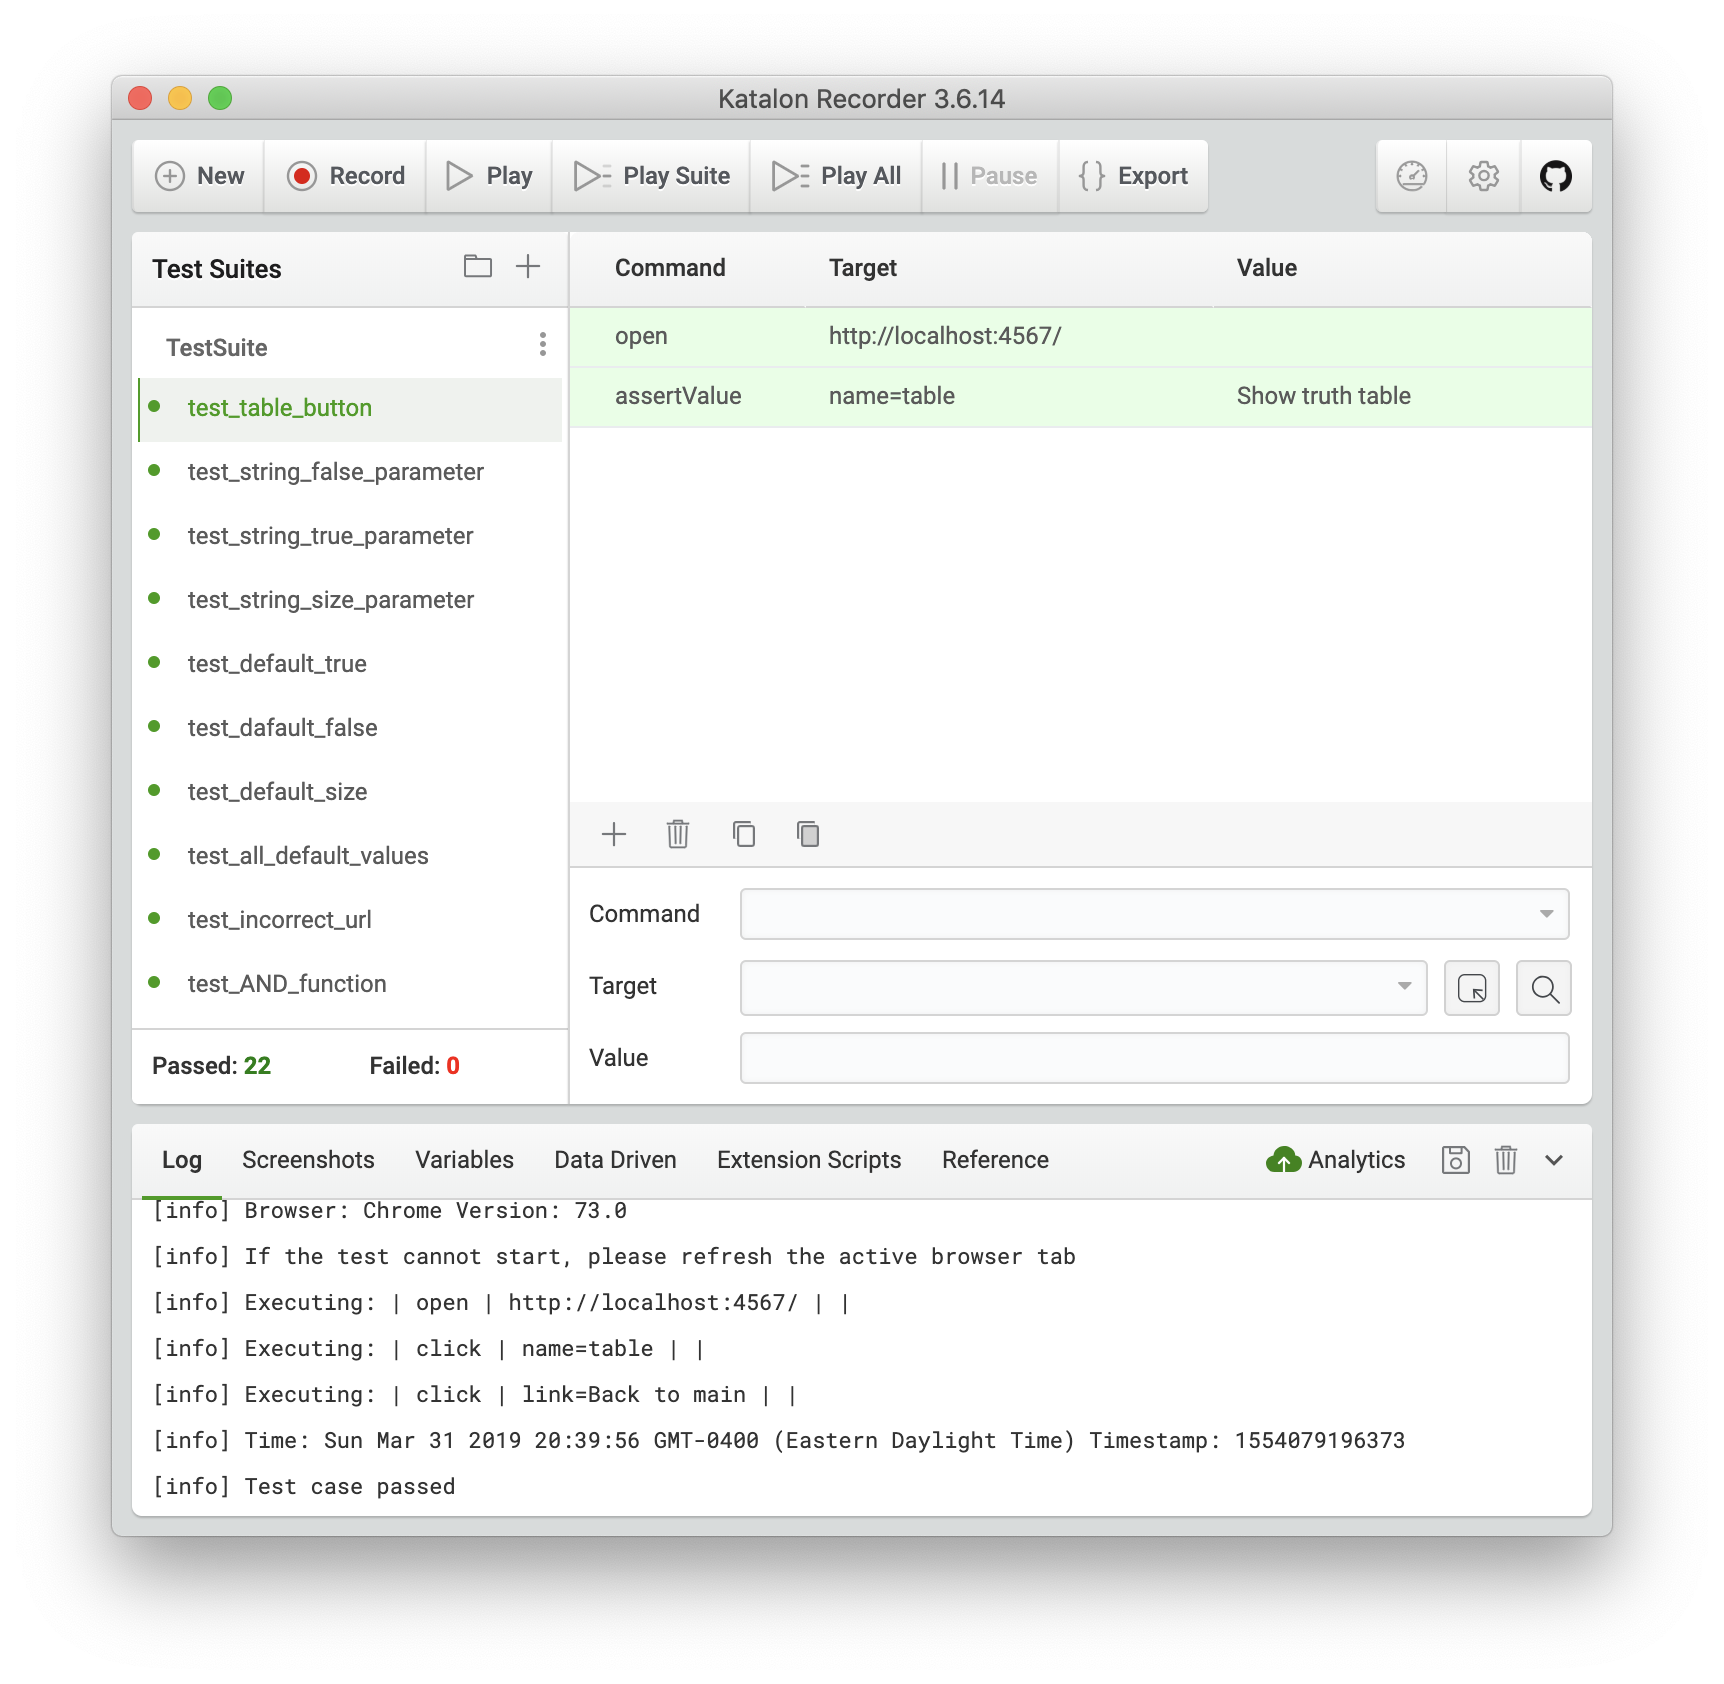 Katalon Recorder 3.6.14
New Record Play Play Suite Play All Pause Export
Test Suites
TestSuite
test_table_button
test_string_false_parameter
test_string_true_parameter
test_string_size_parameter
test_default_true
test_dafault_false
test_default_size
test_all_default_values
test_incorrect_url
test_AND_function
Passed: 22 Failed: 0
Command Target Value
open http://localhost:4567/
assertValue name=table Show truth table
Command
Target
Value
Log Screenshots Variables Data Driven Extension Scripts Reference Analytics
[info] Browser: Chrome Version: 73.0
[info] If the test cannot start, please refresh the active browser tab
[info] Executing: | open | http://localhost:4567/ | |
[info] Executing: | click | name=table | |
[info] Executing: | click | link=Back to main | |
[info] Time: Sun Mar 31 2019 20:39:56 GMT-0400 (Eastern Daylight Time) Timestamp: 1554079196373
[info] Test case passed